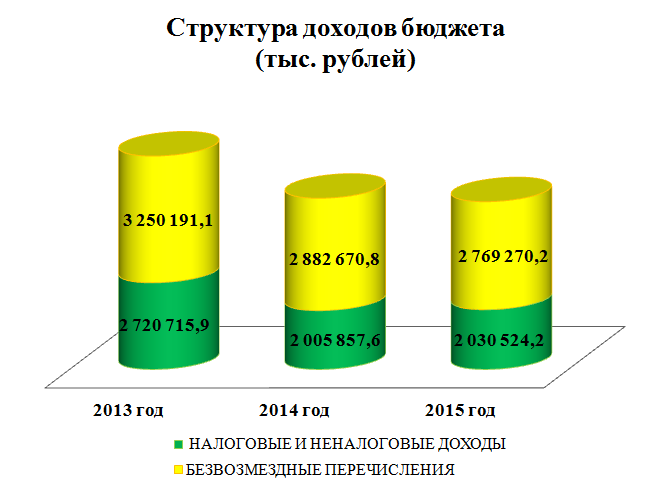 Структура доходов бюджета
(тыс. рублей)
3 250 191,1
2 882 670,8
2 769 270,2
2 720 715,9
2 005 857,6
2 030 524,2
2013 год
2014 год
2015 год
НАЛОГОВЫЕ И НЕНАЛОГОВЫЕ ДОХОДЫ
БЕЗВОЗМЕЗДНЫЕ ПЕРЕЧИСЛЕНИЯ